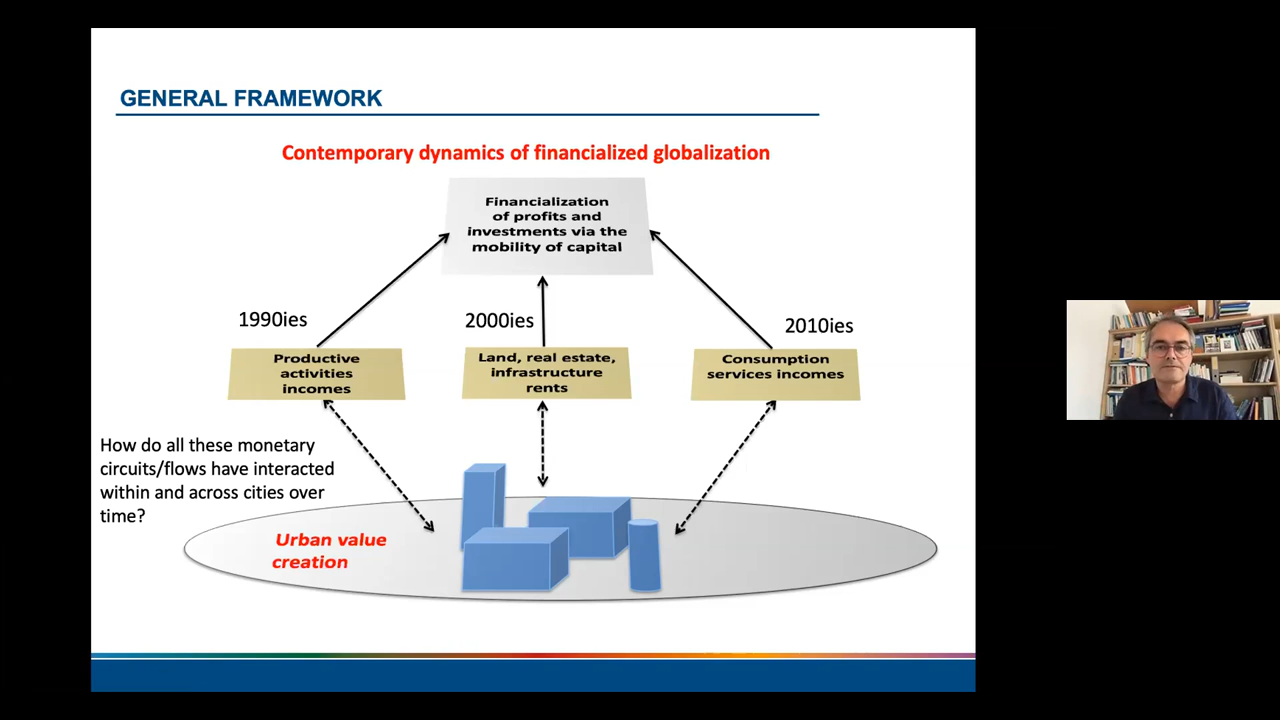 GENERAL FRAMEWORK
Contemporary dynamics of financialized globalization
Financialization
of profits and
investments via the
mobility of capital
1990ies
2000ies
2010ies
Productive
activities
incomes
Land, real estate,
infrastructure
rents
Consumption
services incomes
How do all these monetary
circuits/flows have interacted
within and across cities over
time?
Urban value
creation